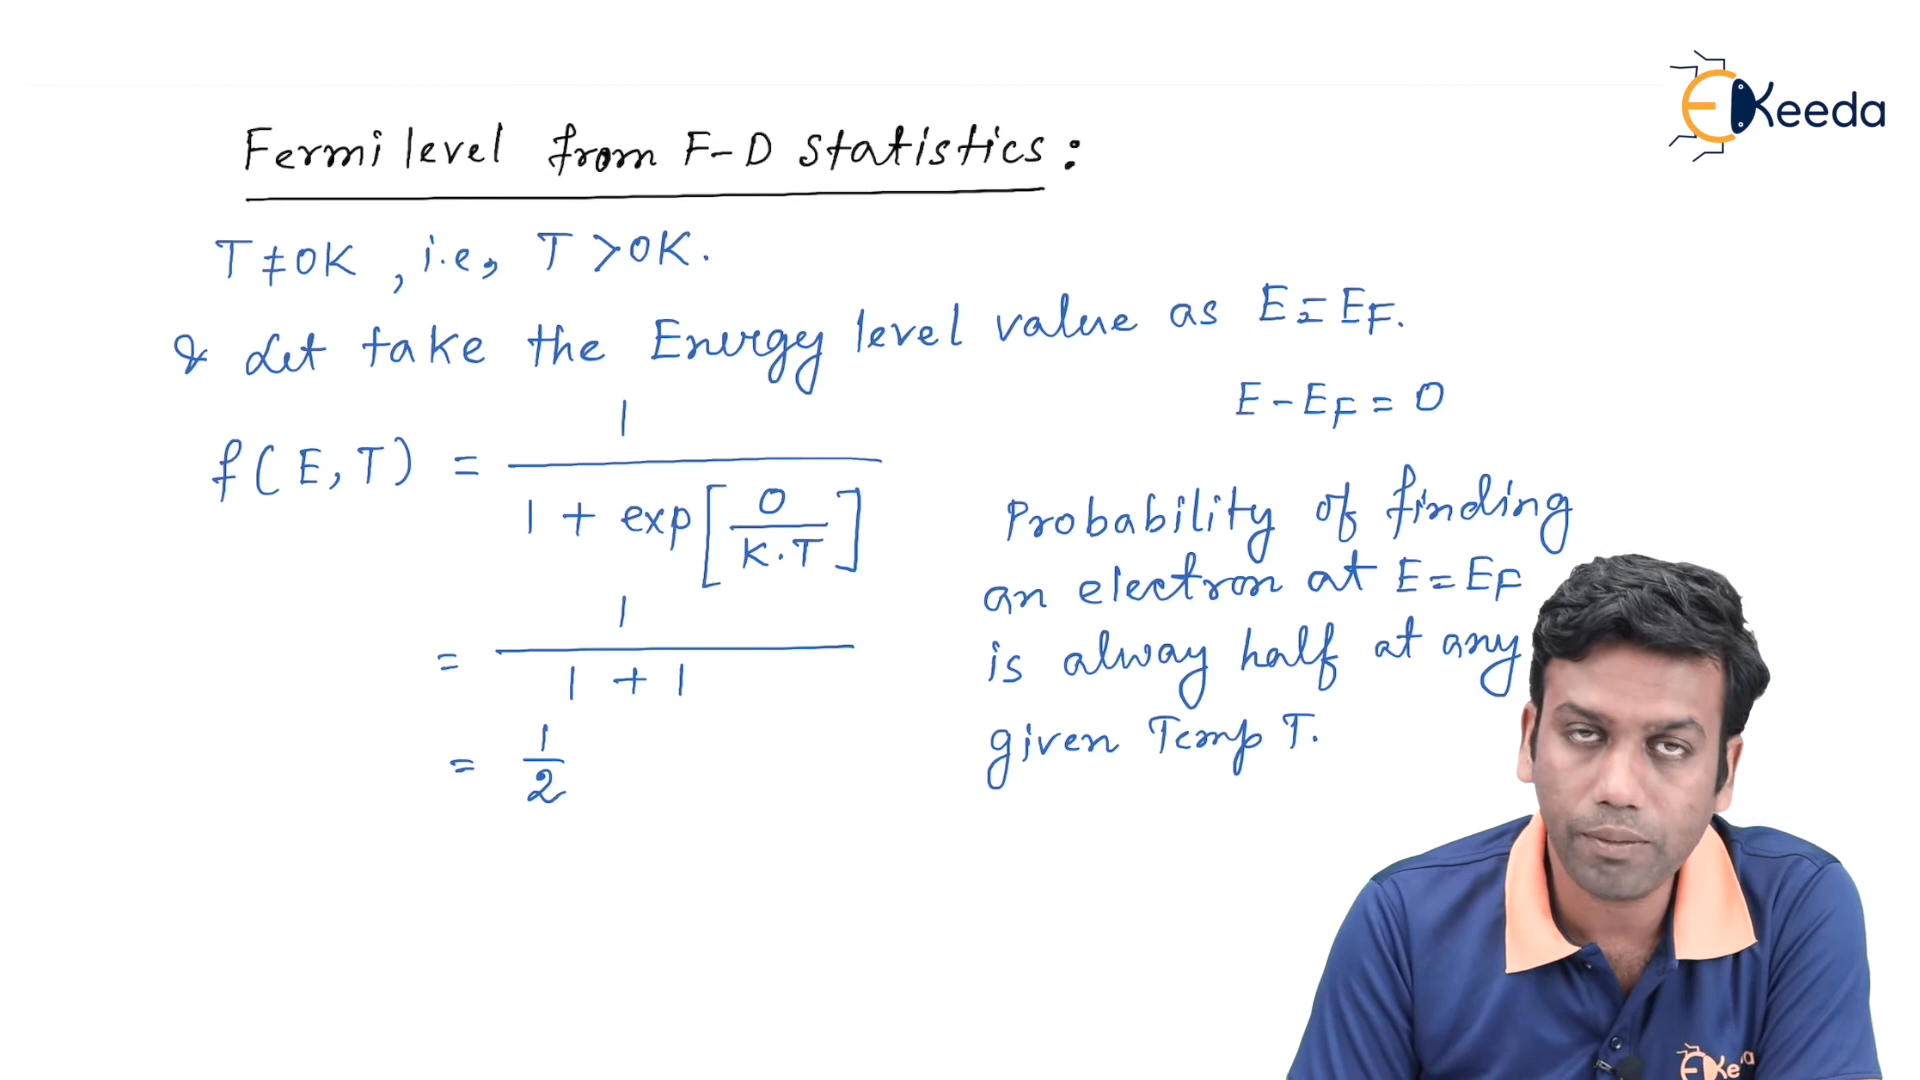 EKeeda
Fermi level from F-D statistics:
T ≠ 0K , i.e, T > 0K.
& Let take the Energy level value as E = EF.
E - EF = 0
f(E,T) = 1 / 1 + exp[0 / K.T]
= 1 / 1 + 1
= 1/2
Probability of finding
an electron at E = EF
is alway half at any
given Temp T.
EKeeda